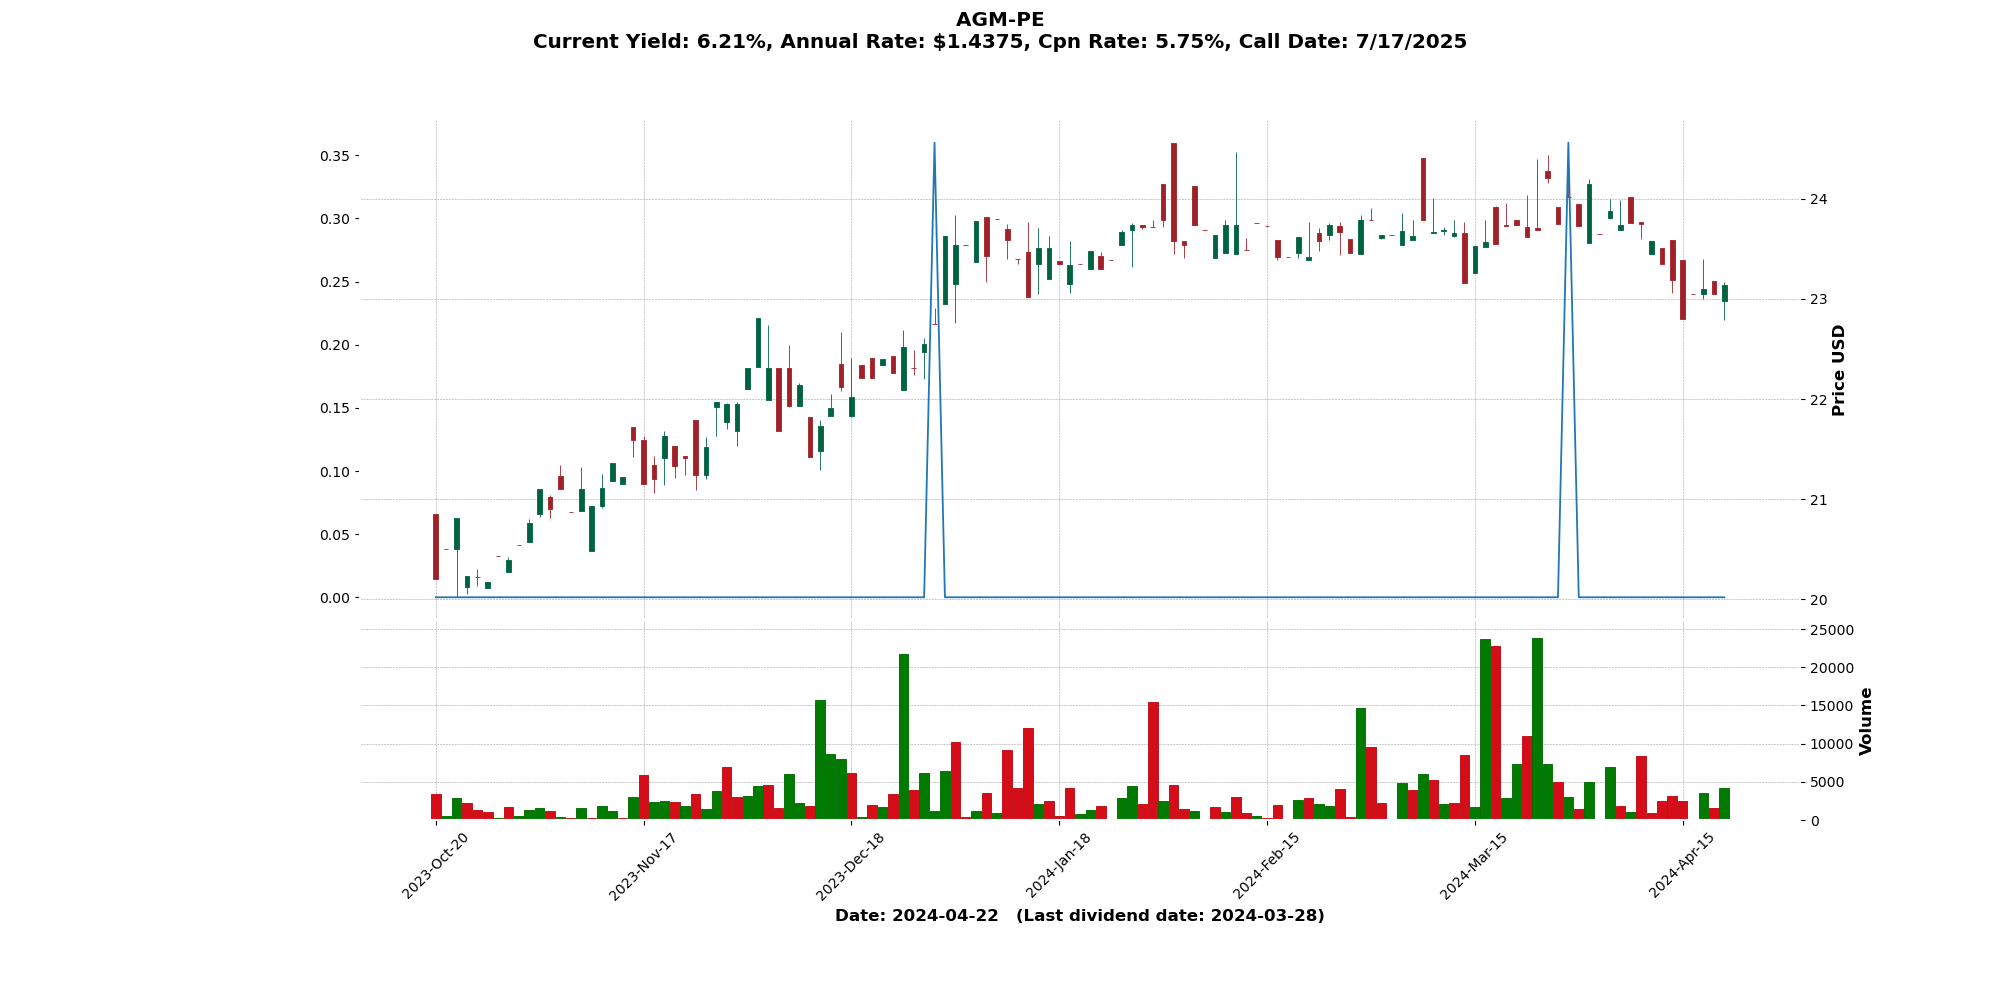 AGM-PE
Current Yield: 6.21%, Annual Rate: $1.4375, Cpn Rate: 5.75%, Call Date: 7/17/2025
0.35
0.30
0.25
0.20
0.15
0.10
0.05
0.00
24
23
22
21
20
Price USD
25000
20000
15000
10000
5000
0
Volume
2023-Oct-20
2023-Nov-17
2023-Dec-18
2024-Jan-18
2024-Feb-15
2024-Mar-15
2024-Apr-15
Date: 2024-04-22 (Last dividend date: 2024-03-28)